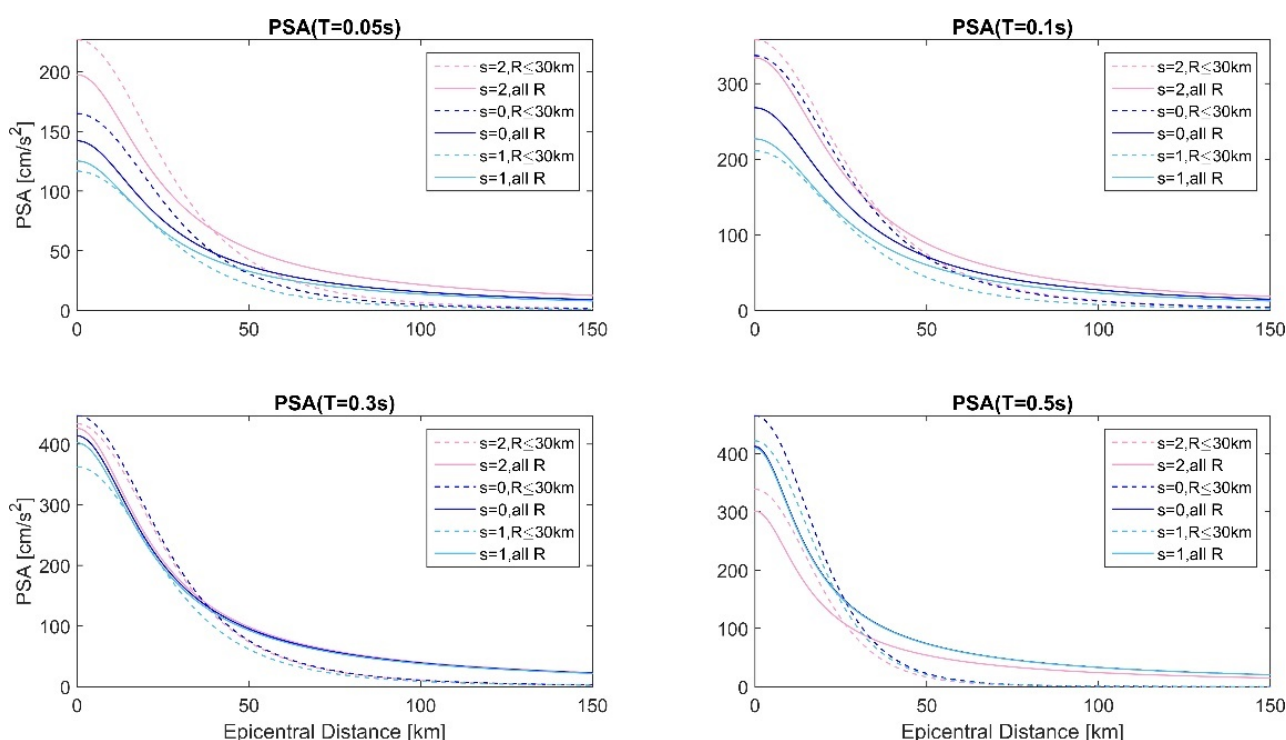 PSA(T=0.05s)
PSA [cm/s²]
200
150
100
50
0
s=2,R≤30km
s=2,all R
s=0,R≤30km
s=0,all R
s=1,R≤30km
s=1,all R
0 50 100 150
PSA(T=0.1s)
300
200
100
0
s=2,R≤30km
s=2,all R
s=0,R≤30km
s=0,all R
s=1,R≤30km
s=1,all R
0 50 100 150
PSA(T=0.3s)
PSA [cm/s²]
400
300
200
100
0
s=2,R≤30km
s=2,all R
s=0,R≤30km
s=0,all R
s=1,R≤30km
s=1,all R
0 50 100 150
Epicentral Distance [km]
PSA(T=0.5s)
400
300
200
100
0
s=2,R≤30km
s=2,all R
s=0,R≤30km
s=0,all R
s=1,R≤30km
s=1,all R
0 50 100 150
Epicentral Distance [km]